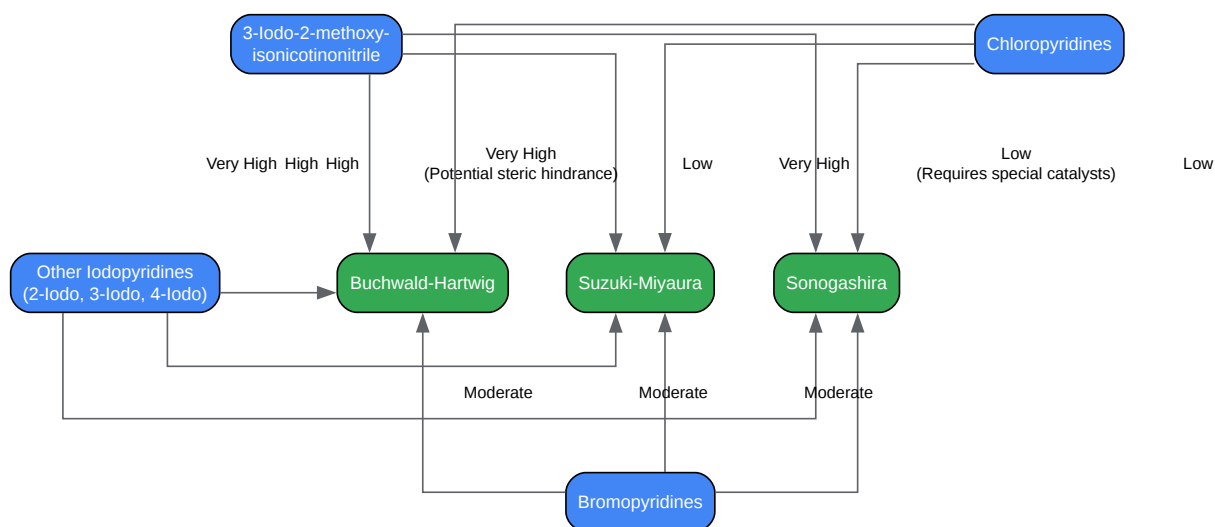 3-Iodo-2-methoxy-
isonicotinonitrile
Chloropyridines
Very High High High
Very High
(Potential steric hindrance)
Low
Very High
Low
(Requires special catalysts)
Low
Other Iodopyridines
(2-Iodo, 3-Iodo, 4-Iodo)
Buchwald-Hartwig
Suzuki-Miyaura
Sonogashira
Moderate
Moderate
Moderate
Bromopyridines